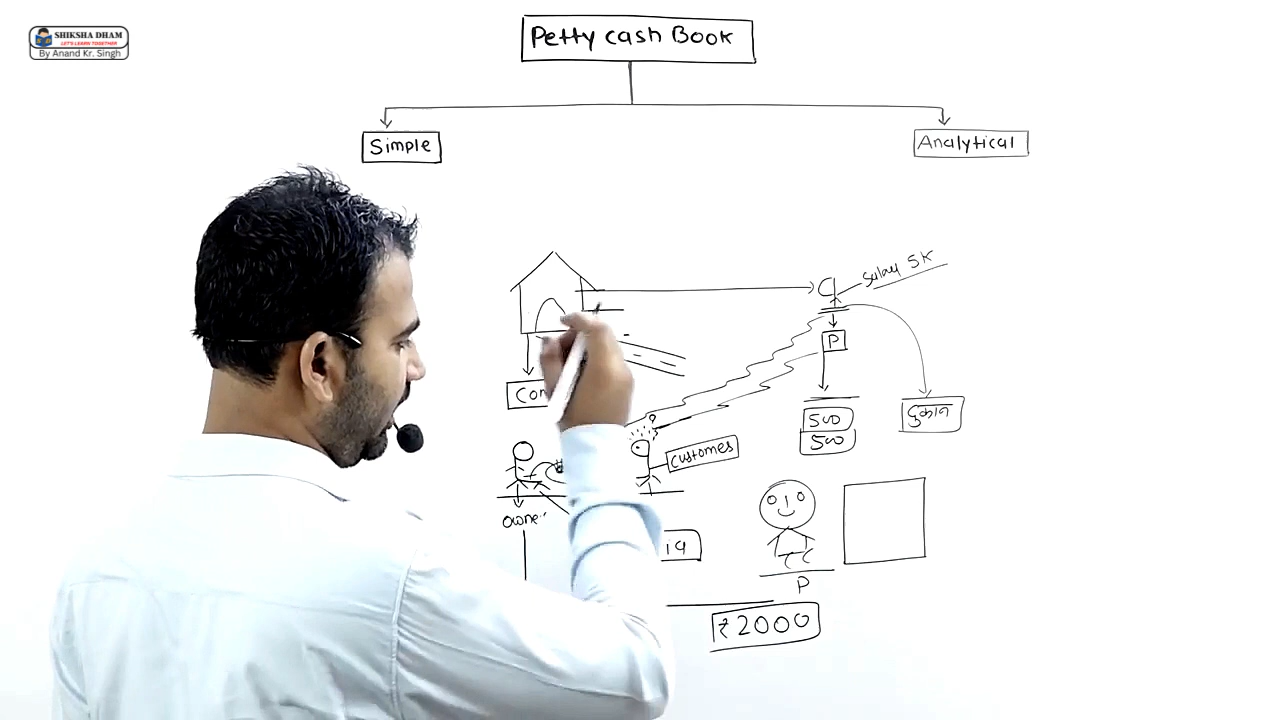 SHIKSHA DHAM
LET'S LEARN TOGETHER
By Anand Kr. Singh
Petty cash Book
Simple
Analytical
Salary 5K
P
500
500
दुकान
Customes
Owner
P
₹2000